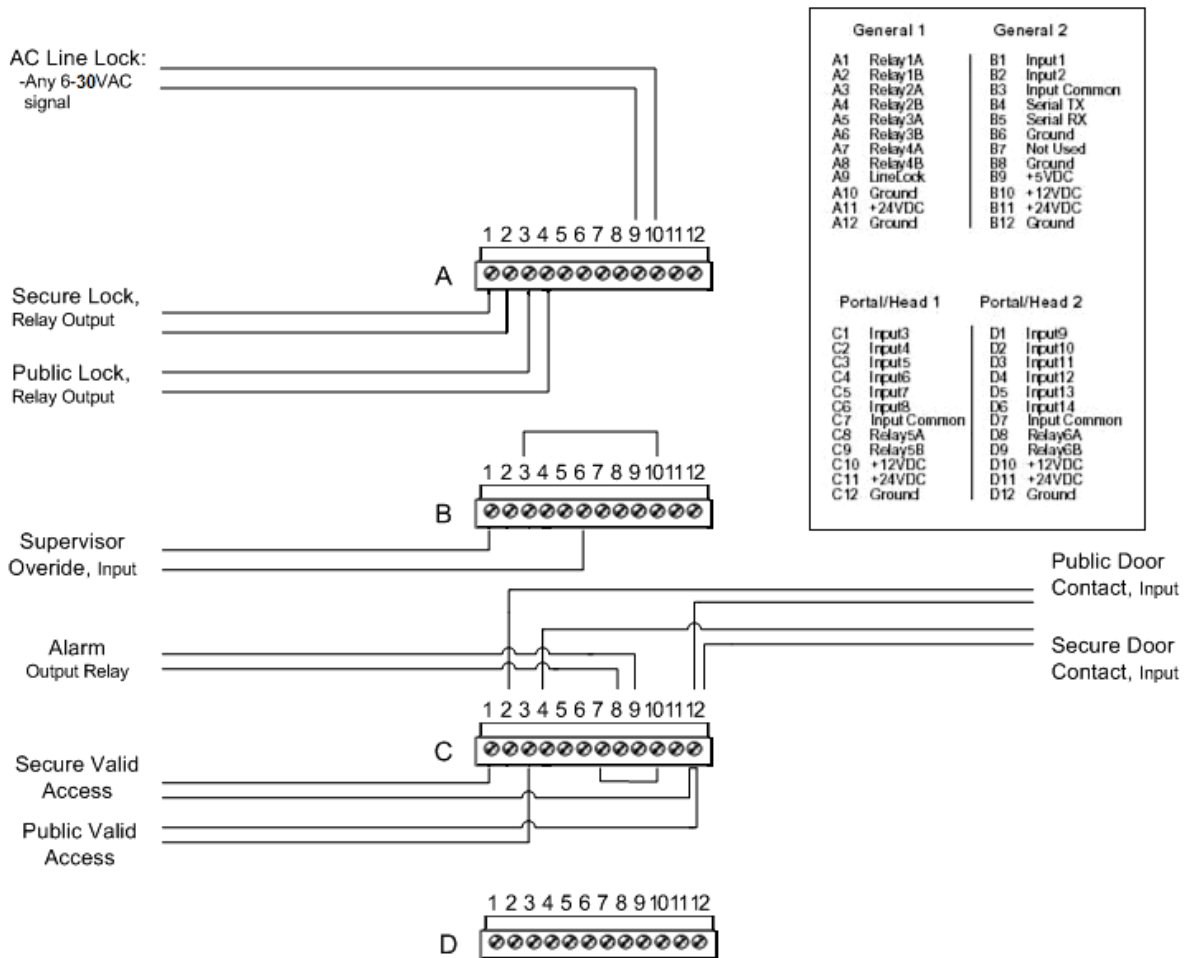 AC Line Lock:
-Any 6-30VAC
signal
1 2 3 4 5 6 7 8 9 10 11 12
A
Secure Lock,
Relay Output
Public Lock,
Relay Output
1 2 3 4 5 6 7 8 9 10 11 12
B
Supervisor
Overide, Input
Alarm
Output Relay
Public Door
Contact, Input
Secure Door
Contact, Input
1 2 3 4 5 6 7 8 9 10 11 12
C
Secure Valid
Access
Public Valid
Access
1 2 3 4 5 6 7 8 9 10 11 12
D
General 1
A1 Relay1A
A2 Relay1B
A3 Relay2A
A4 Relay2B
A5 Relay3A
A6 Relay3B
A7 Relay4A
A8 Relay4B
A9 LineLock
A10 Ground
A11 +24VDC
A12 Ground
General 2
B1 Input1
B2 Input2
B3 Input Common
B4 Serial TX
B5 Serial RX
B6 Ground
B7 Not Used
B8 Ground
B9 +5VDC
B10 +12VDC
B11 +24VDC
B12 Ground
Portal/Head 1
C1 Input3
C2 Input4
C3 Input5
C4 Input6
C5 Input7
C6 Input8
C7 Input Common
C8 Relay5A
C9 Relay5B
C10 +12VDC
C11 +24VDC
C12 Ground
Portal/Head 2
D1 Input9
D2 Input10
D3 Input11
D4 Input12
D5 Input13
D6 Input14
D7 Input Common
D8 Relay6A
D9 Relay6B
D10 +12VDC
D11 +24VDC
D12 Ground